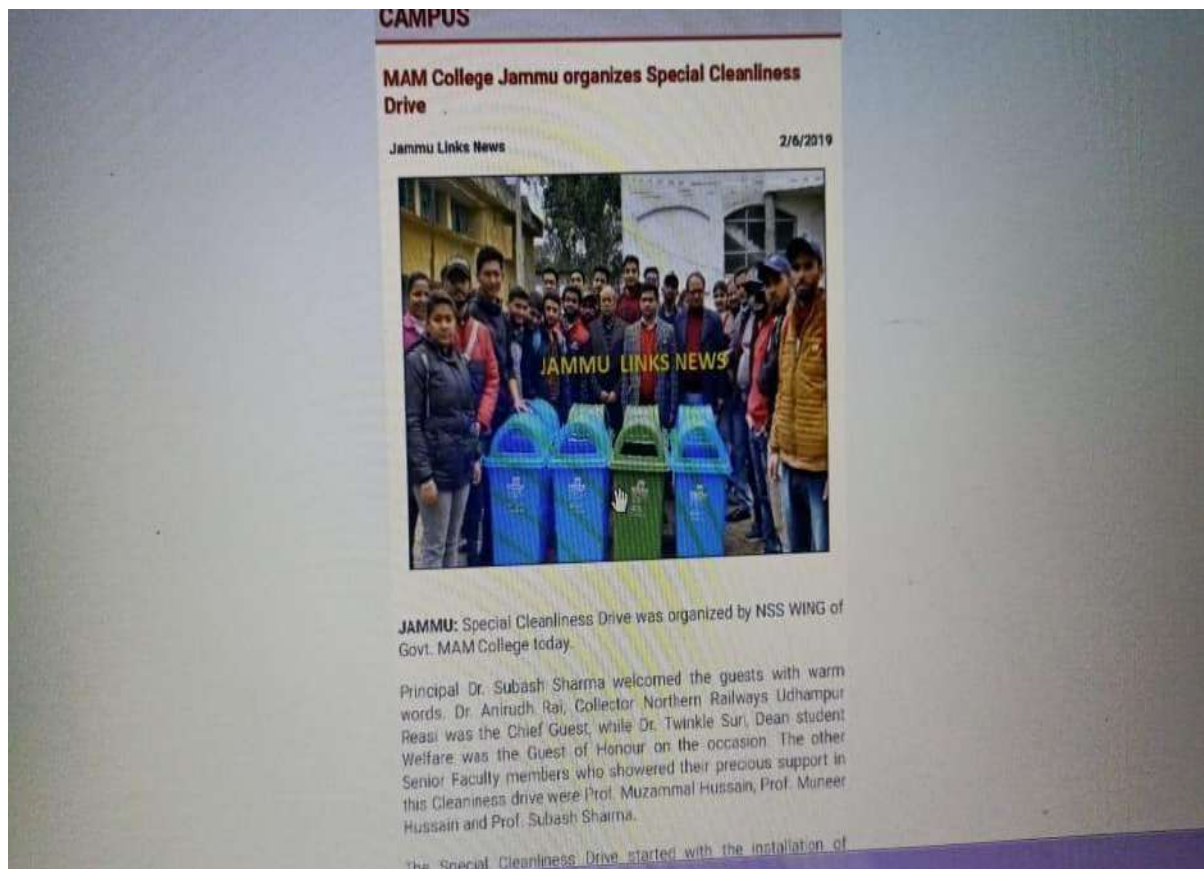 CAMPUS
MAM College Jammu organizes Special Cleanliness
Drive
Jammu Links News 2/6/2019
JAMMU LINKS NEWS
JAMMU: Special Cleanliness Drive was organized by NSS WING of
Govt. MAM College today.
Principal Dr. Subash Sharma welcomed the guests with warm
words. Dr. Anirudh Rai, Collector Northern Railways Udhampur
Reasi was the Chief Guest, while Dr. Twinkle Suri, Dean student
Welfare was the Guest of Honour on the occasion. The other
Senior Faculty members who showered their precious support in
this Cleaniness drive were Prof. Muzammal Hussain, Prof. Muneer
Hussain and Prof. Subash Sharma.
The Special Cleanliness Drive started with the installation of